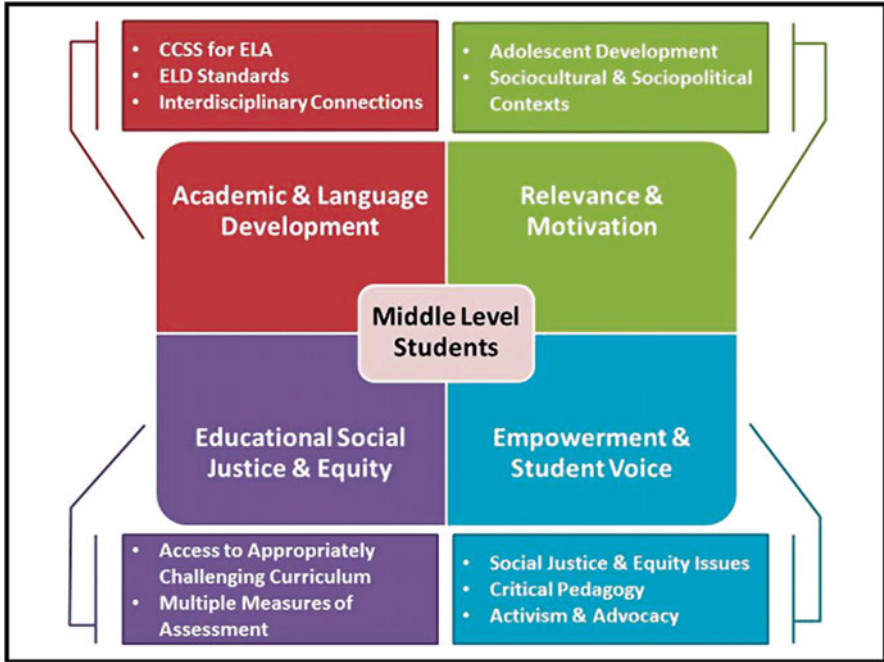 • CCSS for ELA
• ELD Standards
• Interdisciplinary Connections
• Adolescent Development
• Sociocultural & Sociopolitical
Contexts
Academic & Language
Development
Relevance &
Motivation
Middle Level
Students
Educational Social
Justice & Equity
Empowerment &
Student Voice
• Access to Appropriately
Challenging Curriculum
• Multiple Measures of
Assessment
• Social Justice & Equity Issues
• Critical Pedagogy
• Activism & Advocacy